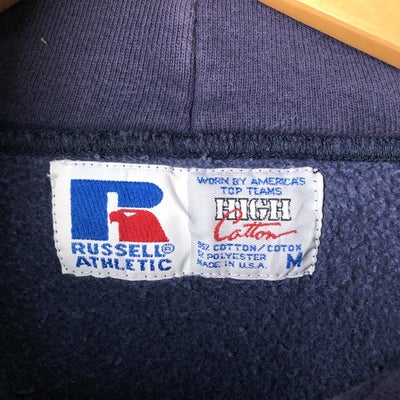 RUSSELL®
ATHLETIC
WORN BY AMERICA'S
TOP TEAMS
HIGH
Cotton
95% COTTON/COTON
5% POLYESTER
MADE IN U.S.A.
M